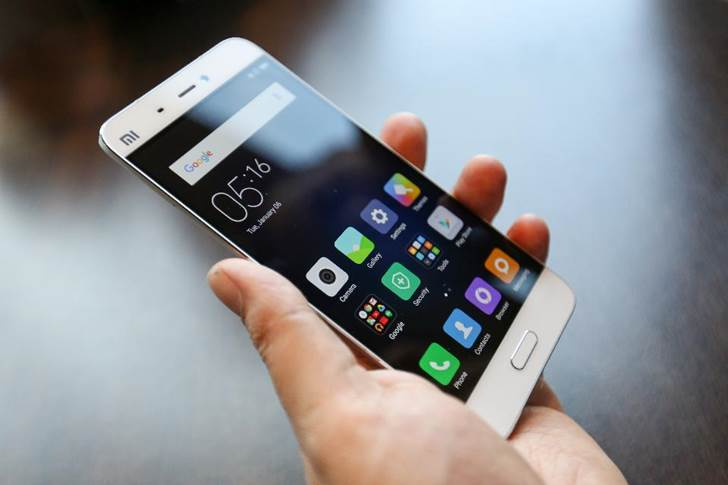 MI
Google
05:16
Tue, January 05
Camera
Gallery
Settings
Themes
Google
Security
Tools
Play Store
Phone
Contacts
Browser